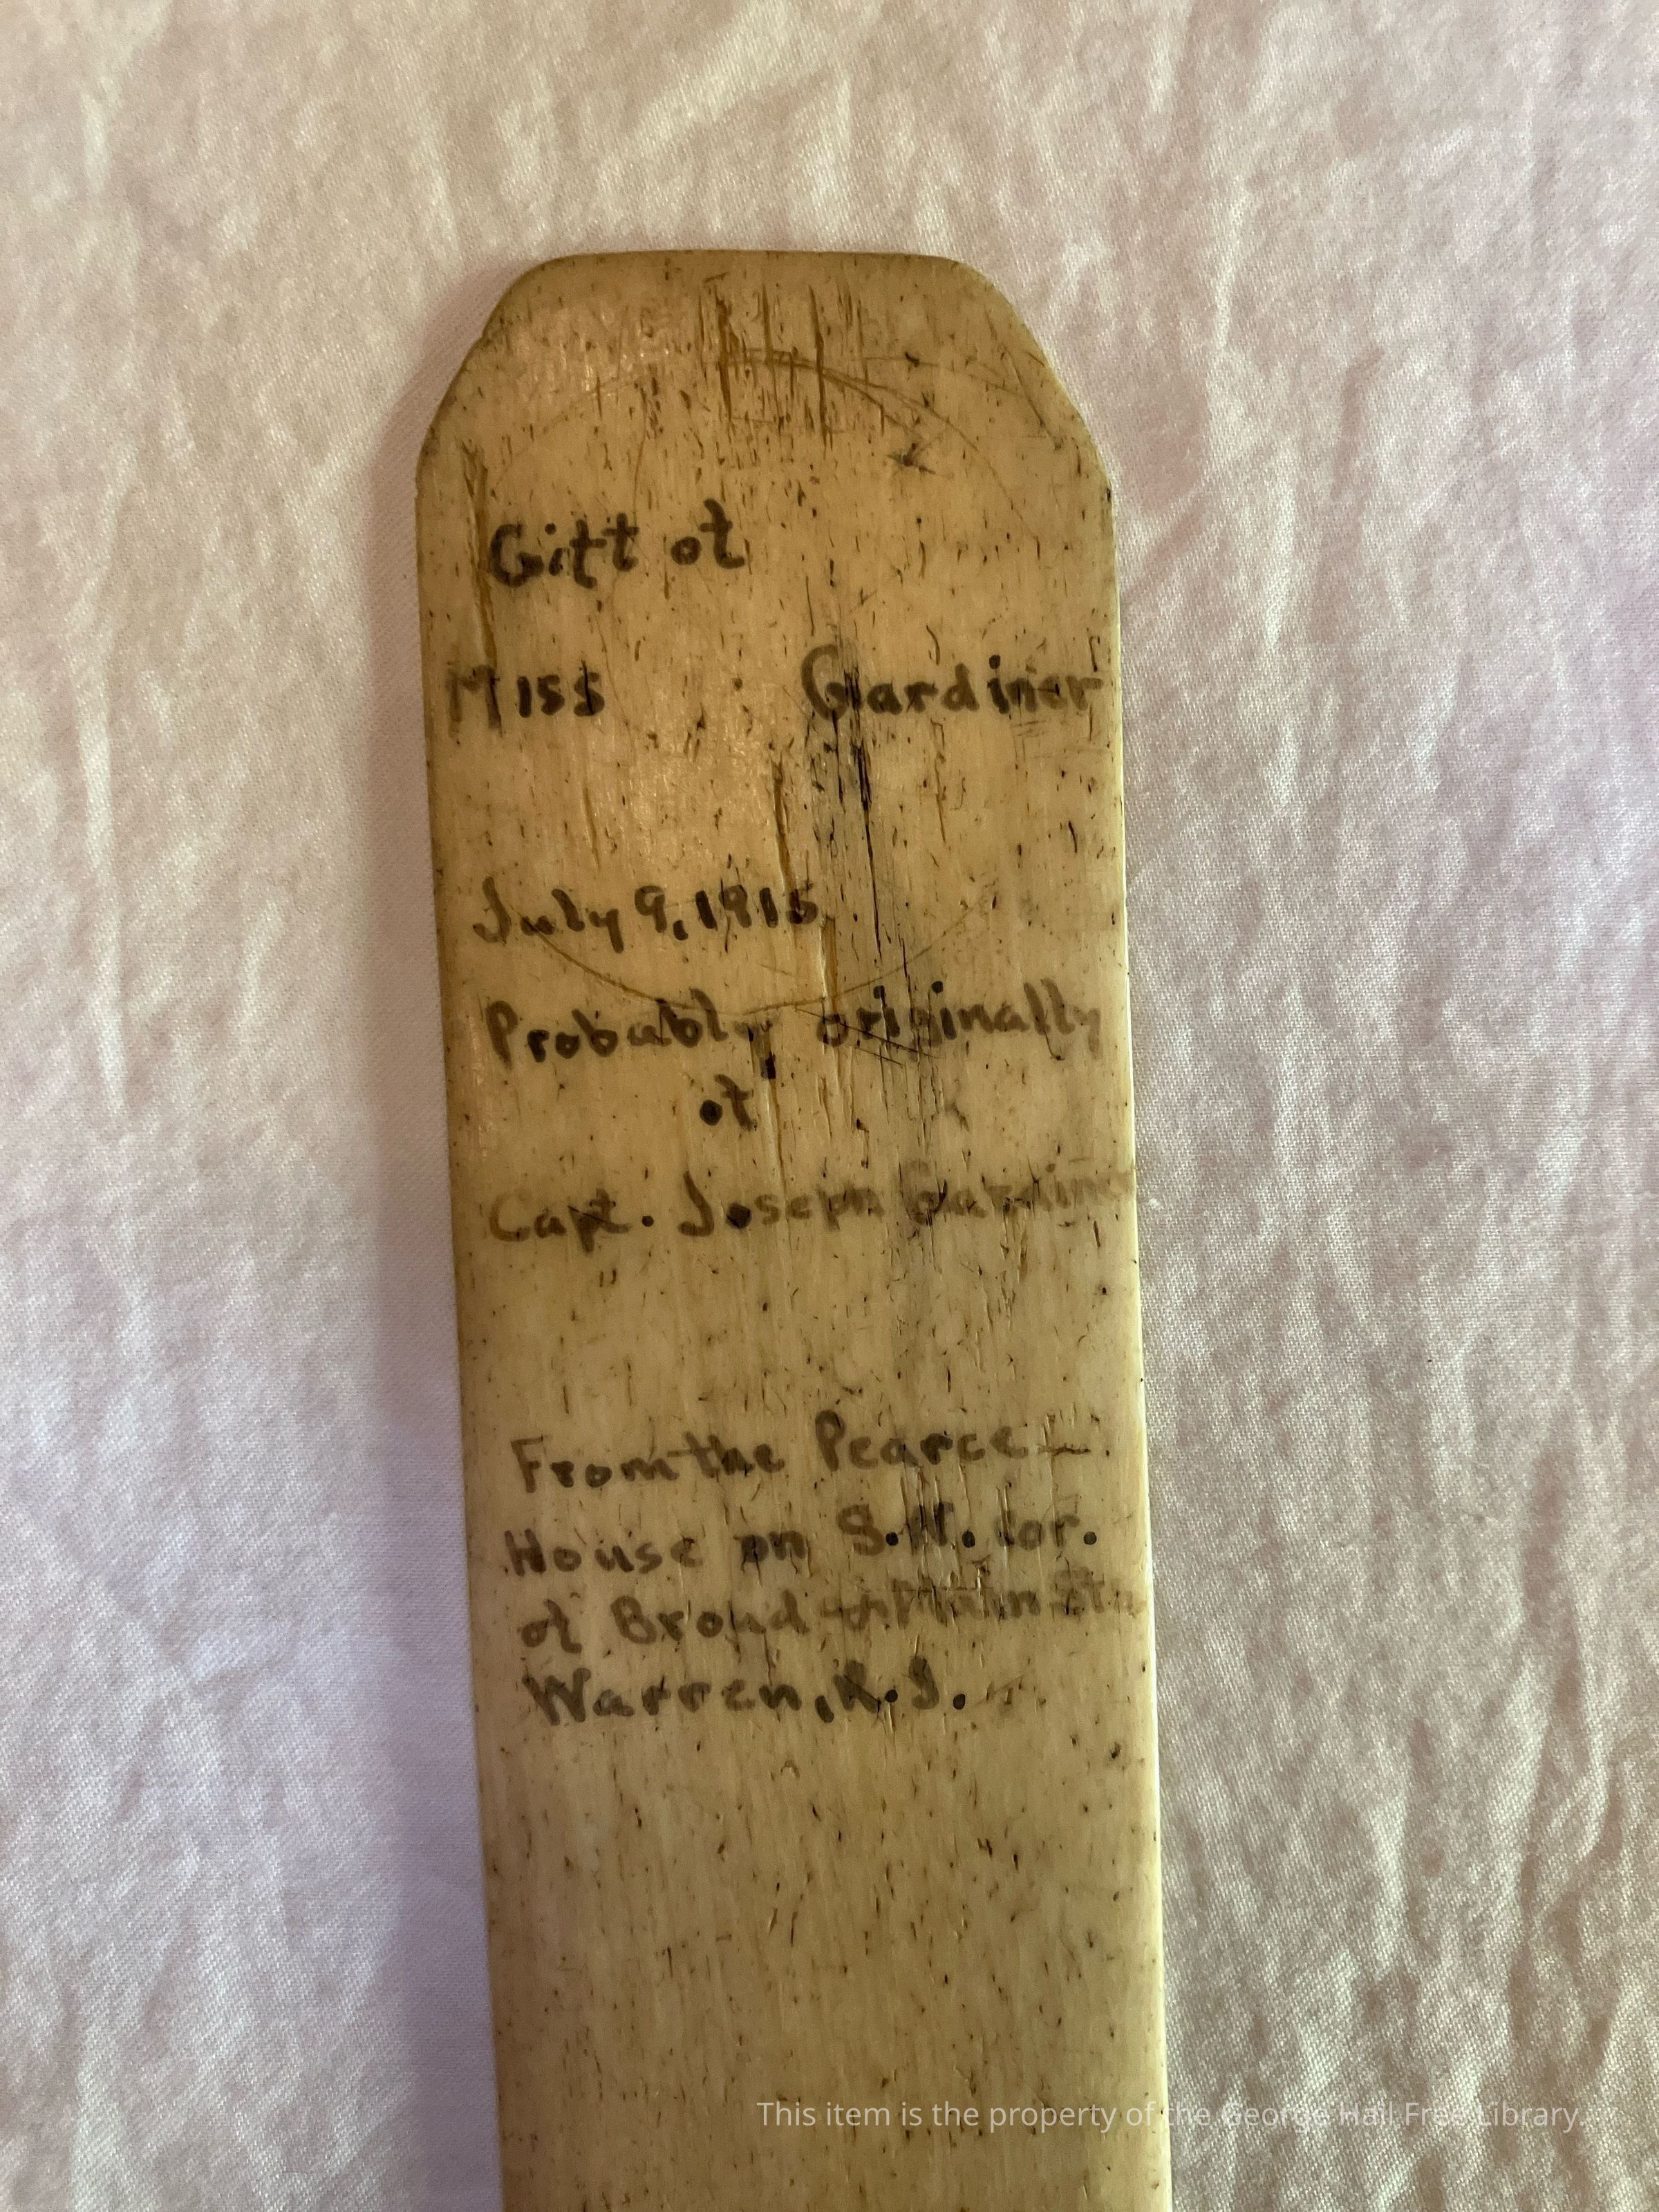 Gift of
Miss Gardiner
July 9, 1915
Probably originally
of
Capt. Joseph Gardiner
From the Pearce
House on S.W. cor.
of Broad & Main Sts
Warren, R.I.
This item is the property of the George Hail Free Library.